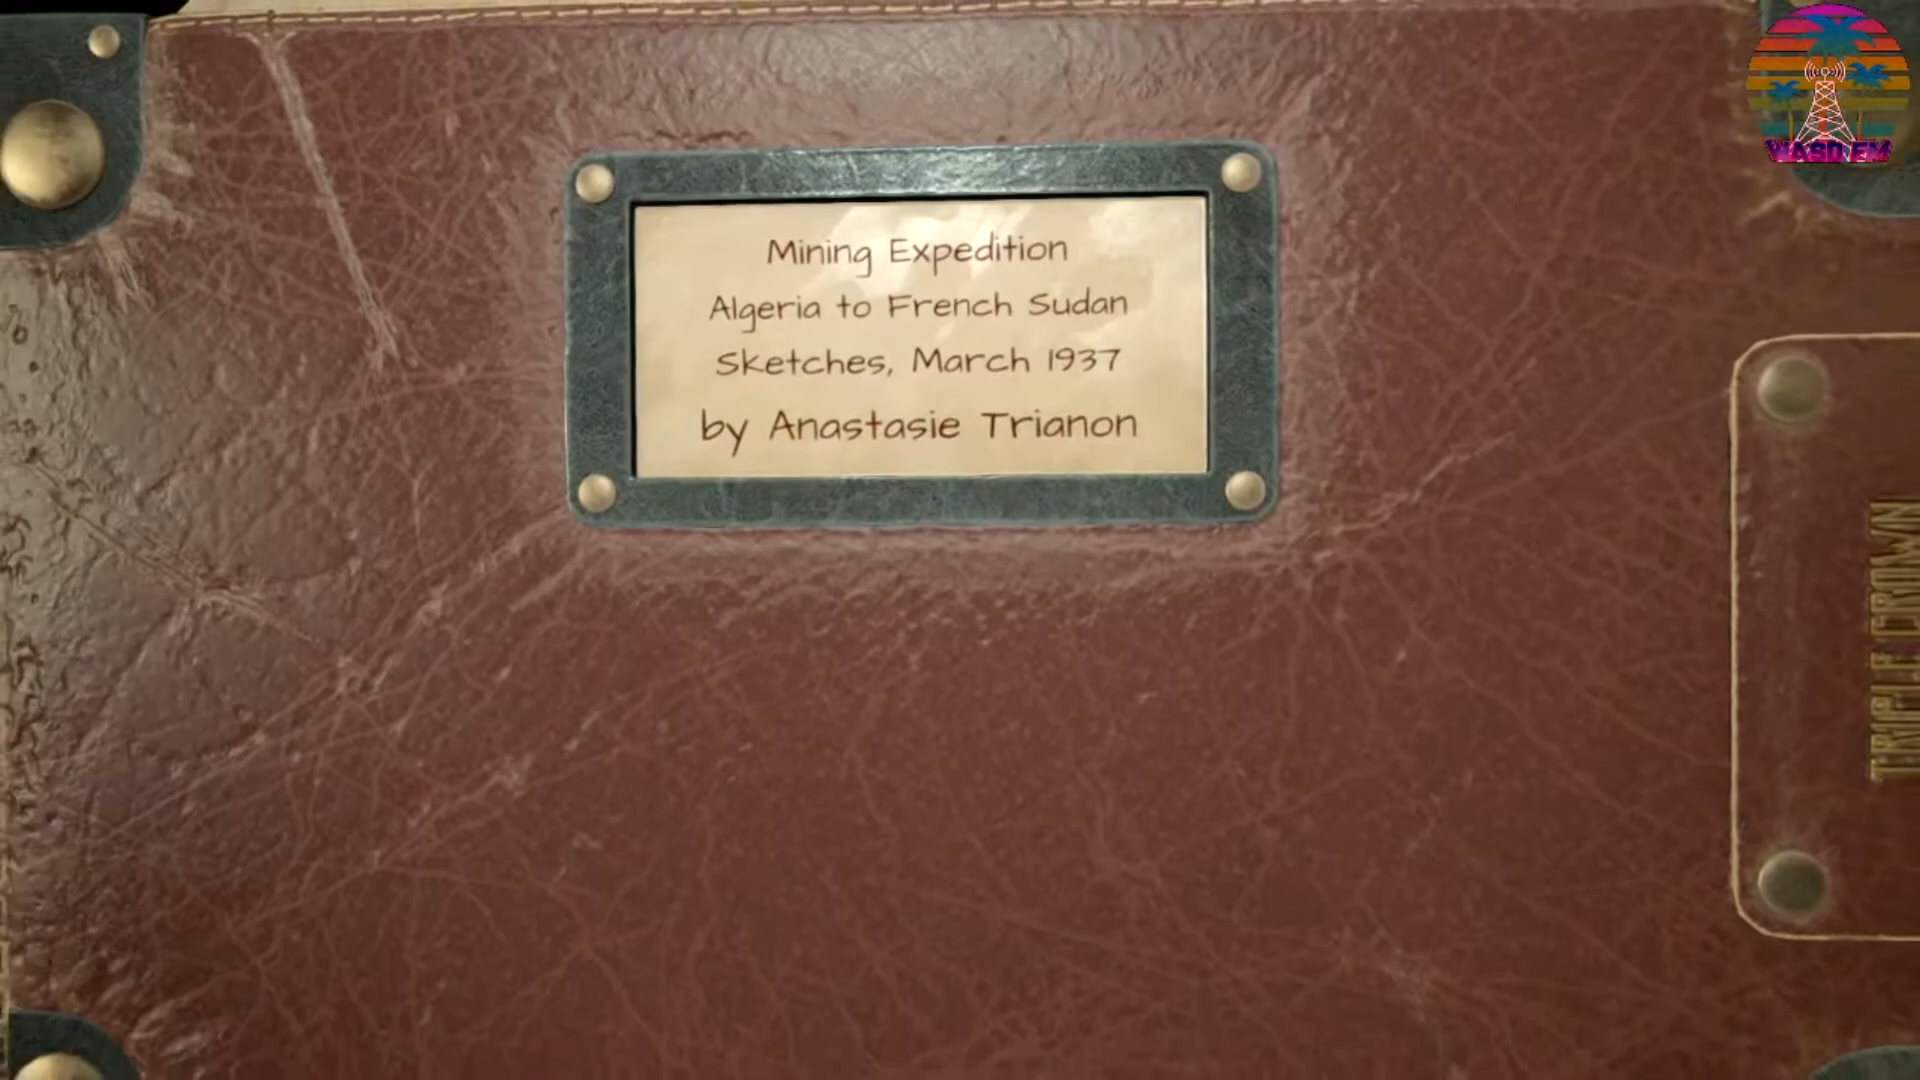 WASD.FM
Mining Expedition
Algeria to French Sudan
Sketches, March 1937
by Anastasie Trianon
TRIPLE CROWN